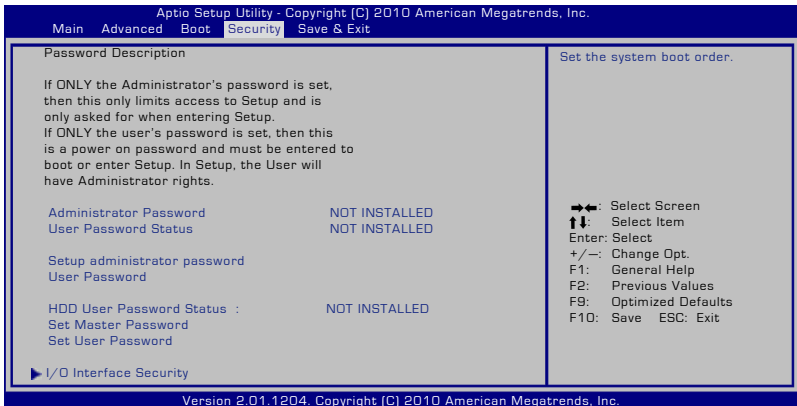 Aptio Setup Utility - Copyright (C) 2010 American Megatrends, Inc.
Main Advanced Boot Security Save & Exit
Password Description
If ONLY the Administrator's password is set,
then this only limits access to Setup and is
only asked for when entering Setup.
If ONLY the user's password is set, then this
is a power on password and must be entered to
boot or enter Setup. In Setup, the User will
have Administrator rights.
Administrator Password NOT INSTALLED
User Password Status NOT INSTALLED
Setup administrator password
User Password
HDD User Password Status : NOT INSTALLED
Set Master Password
Set User Password
I/O Interface Security
Set the system boot order.
→←: Select Screen
↑↓: Select Item
Enter: Select
+/—: Change Opt.
F1: General Help
F2: Previous Values
F9: Optimized Defaults
F10: Save ESC: Exit
Version 2.01.1204. Copyright (C) 2010 American Megatrends, Inc.